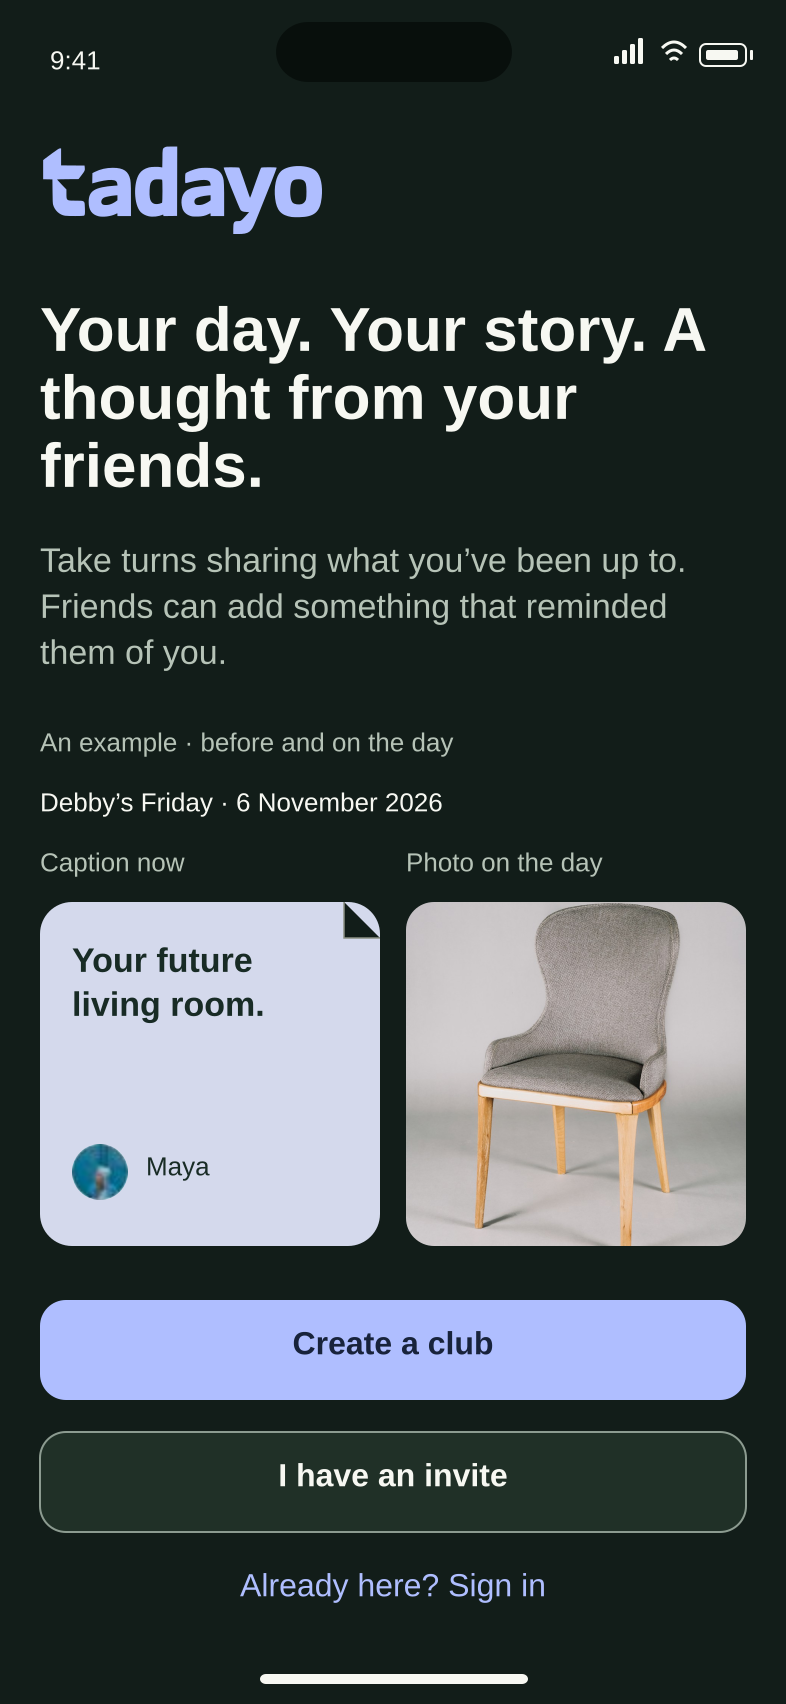 9:41
tadayo
Your day. Your story. A
thought from your
friends.
Take turns sharing what you’ve been up to.
Friends can add something that reminded
them of you.
An example · before and on the day
Debby’s Friday · 6 November 2026
Caption now
Photo on the day
Your future
living room.
Maya
Create a club
I have an invite
Already here? Sign in